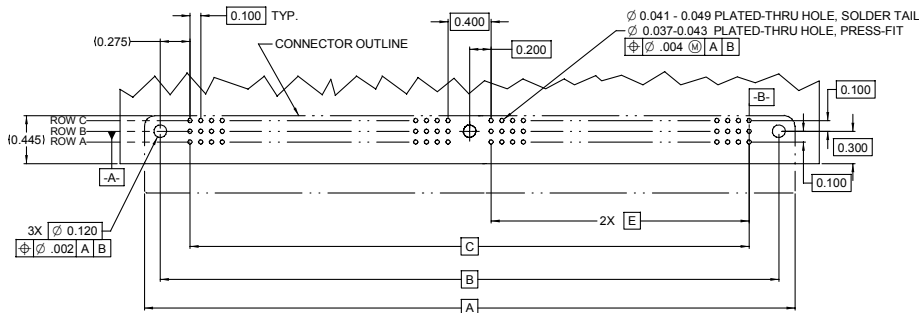 0.100 TYP.
0.400
Ø 0.041 - 0.049 PLATED-THRU HOLE, SOLDER TAIL
Ø 0.037-0.043 PLATED-THRU HOLE, PRESS-FIT
⌖ Ø .004 Ⓜ A B
(0.275)
CONNECTOR OUTLINE
0.200
-B-
0.100
ROW C
ROW B
ROW A
(0.445)
0.300
-A-
0.100
3X Ø 0.120
⌖ Ø .002 A B
2X E
C
B
A